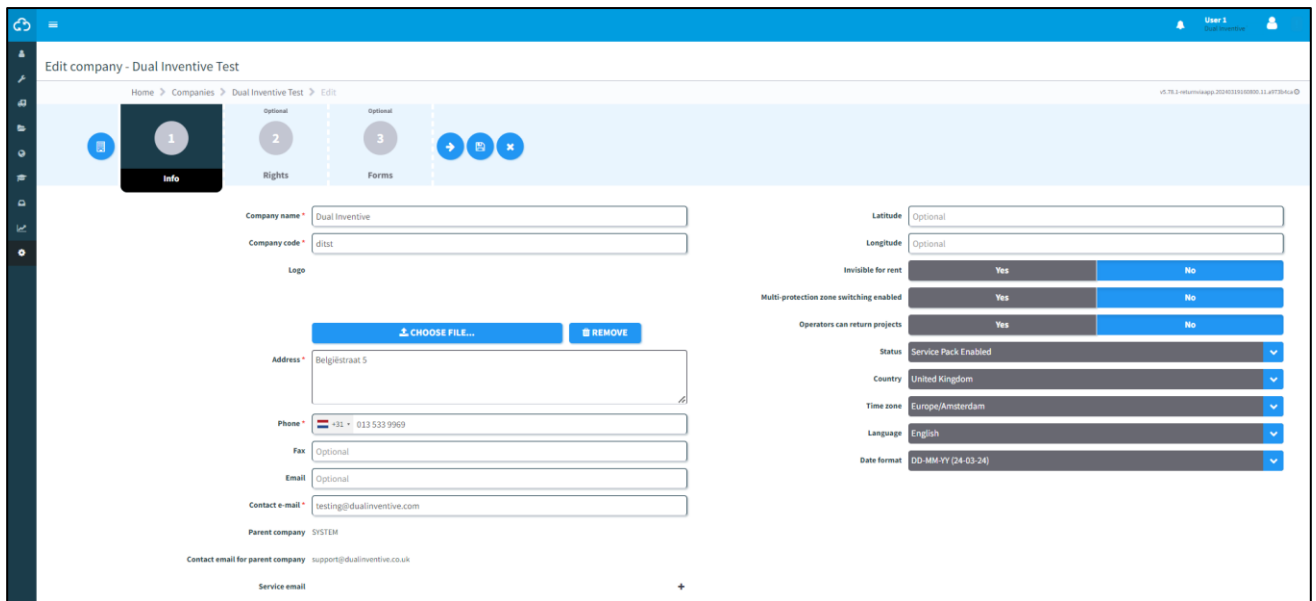 User 1
Dual Inventive
Edit company - Dual Inventive Test
Home > Companies > Dual Inventive Test > Edit
1
Info
Optional
2
Rights
Optional
3
Forms
Company name *
Dual Inventive
Company code *
ditst
Logo
CHOOSE FILE...
REMOVE
Address *
Belgiëstraat 5
Phone *
+31
013 533 9969
Fax
Optional
Email
Optional
Contact e-mail *
testing@dualinventive.com
Parent company
SYSTEM
Contact email for parent company
support@dualinventive.co.uk
Service email
+
Latitude
Optional
Longitude
Optional
Invisible for rent
Yes
No
Multi-protection zone switching enabled
Yes
No
Operators can return projects
Yes
No
Status
Service Pack Enabled
Country
United Kingdom
Time zone
Europe/Amsterdam
Language
English
Date format
DD-MM-YY (24-03-24)